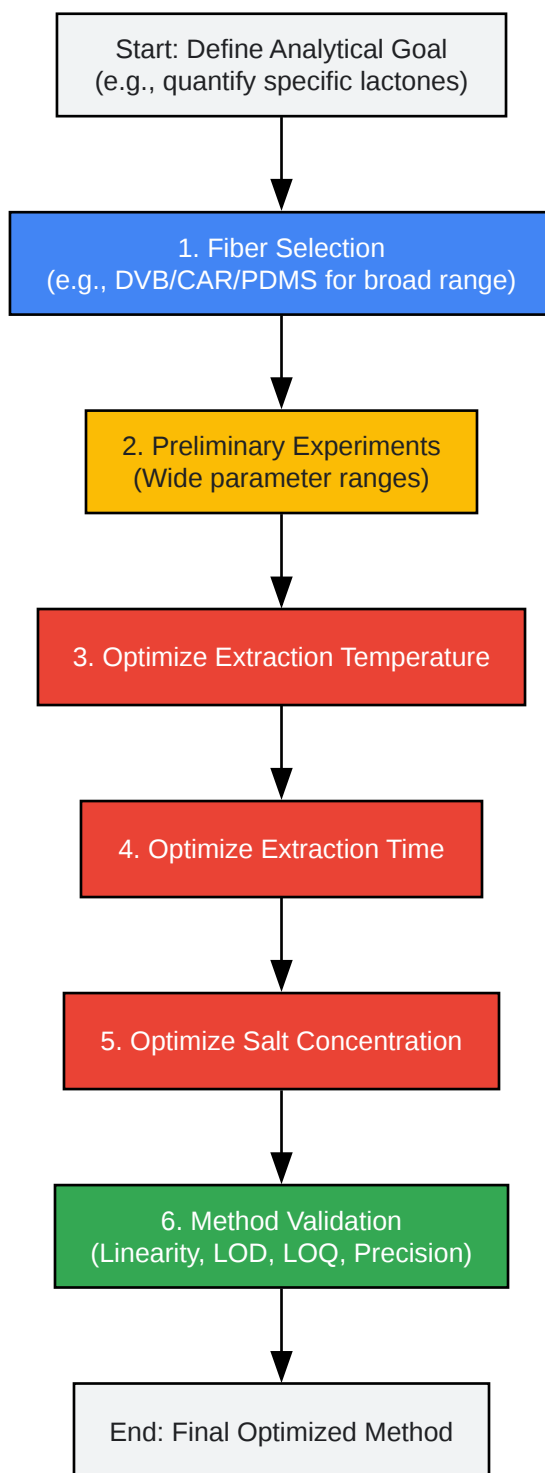 Start: Define Analytical Goal
(e.g., quantify specific lactones)
1. Fiber Selection
(e.g., DVB/CAR/PDMS for broad range)
2. Preliminary Experiments
(Wide parameter ranges)
3. Optimize Extraction Temperature
4. Optimize Extraction Time
5. Optimize Salt Concentration
6. Method Validation
(Linearity, LOD, LOQ, Precision)
End: Final Optimized Method